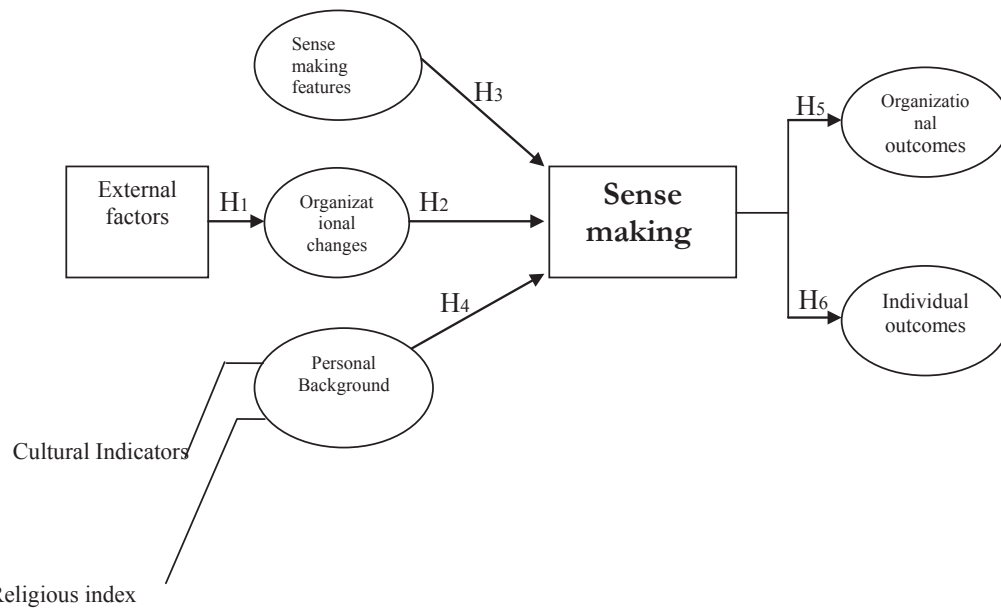 Sense
making
features
H3
H5
Organizatio
nal
outcomes
External
factors
H1
Organizat
ional
changes
H2
Sense
making
H4
H6
Individual
outcomes
Personal
Background
Cultural Indicators
Religious index